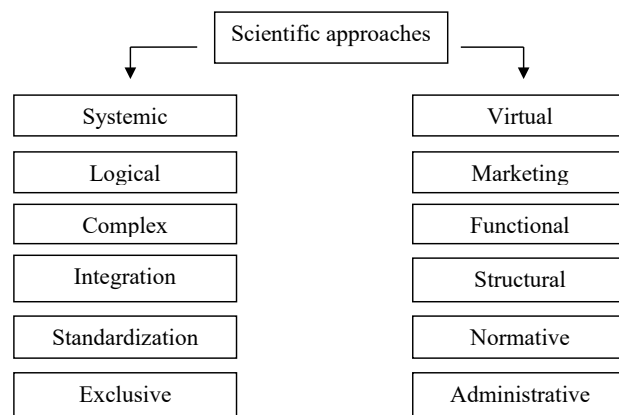 Scientific approaches
Systemic
Logical
Complex
Integration
Standardization
Exclusive
Virtual
Marketing
Functional
Structural
Normative
Administrative